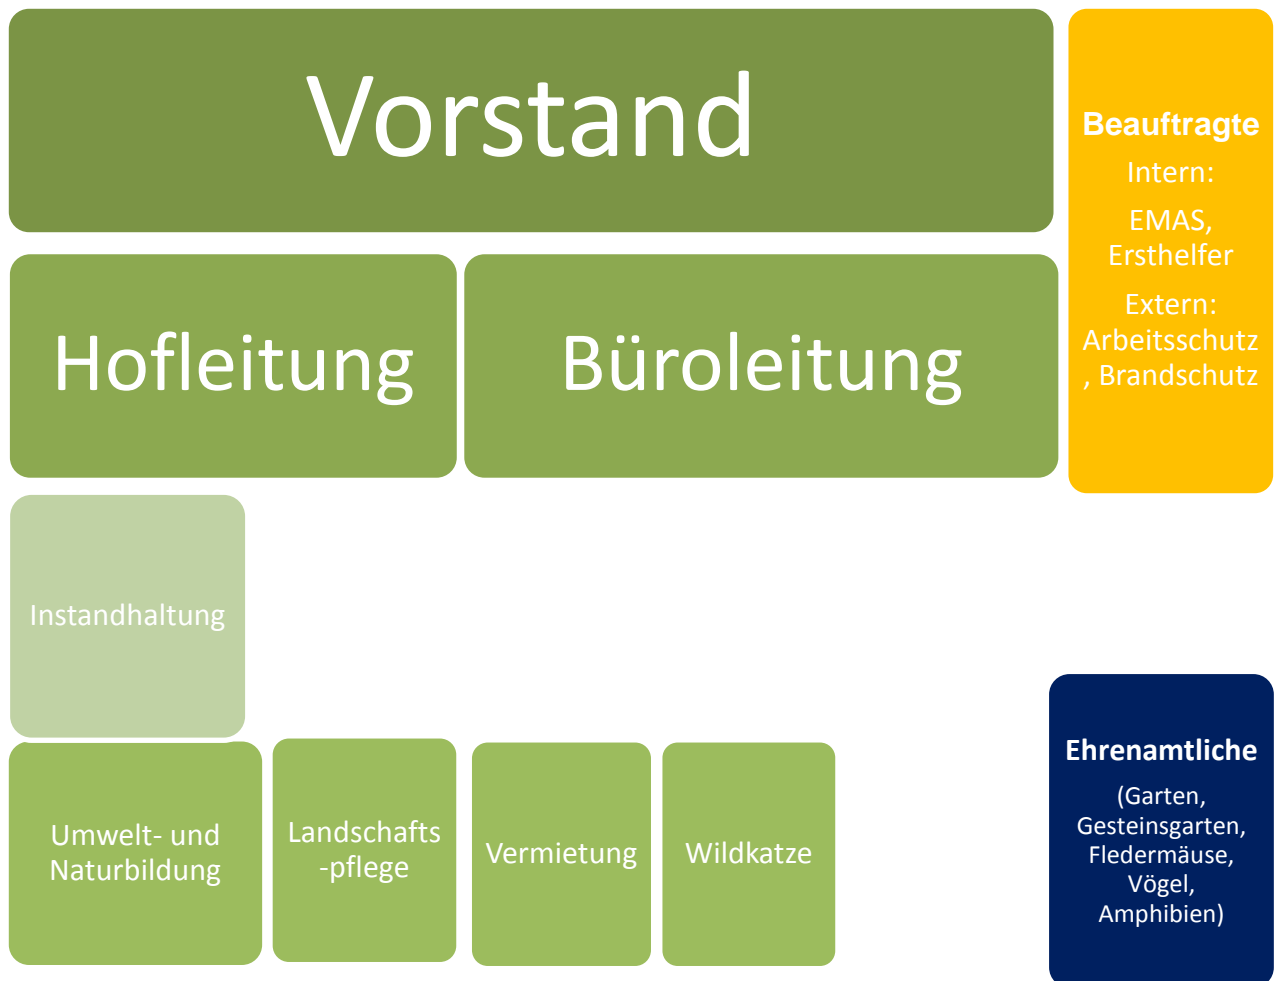 Vorstand
Beauftragte
Intern:
EMAS,
Ersthelfer
Extern:
Arbeitsschutz
, Brandschutz
Hofleitung
Büroleitung
Instandhaltung
Umwelt- und
Naturbildung
Landschafts
-pflege
Vermietung
Wildkatze
Ehrenamtliche
(Garten,
Gesteinsgarten,
Fledermäuse,
Vögel,
Amphibien)